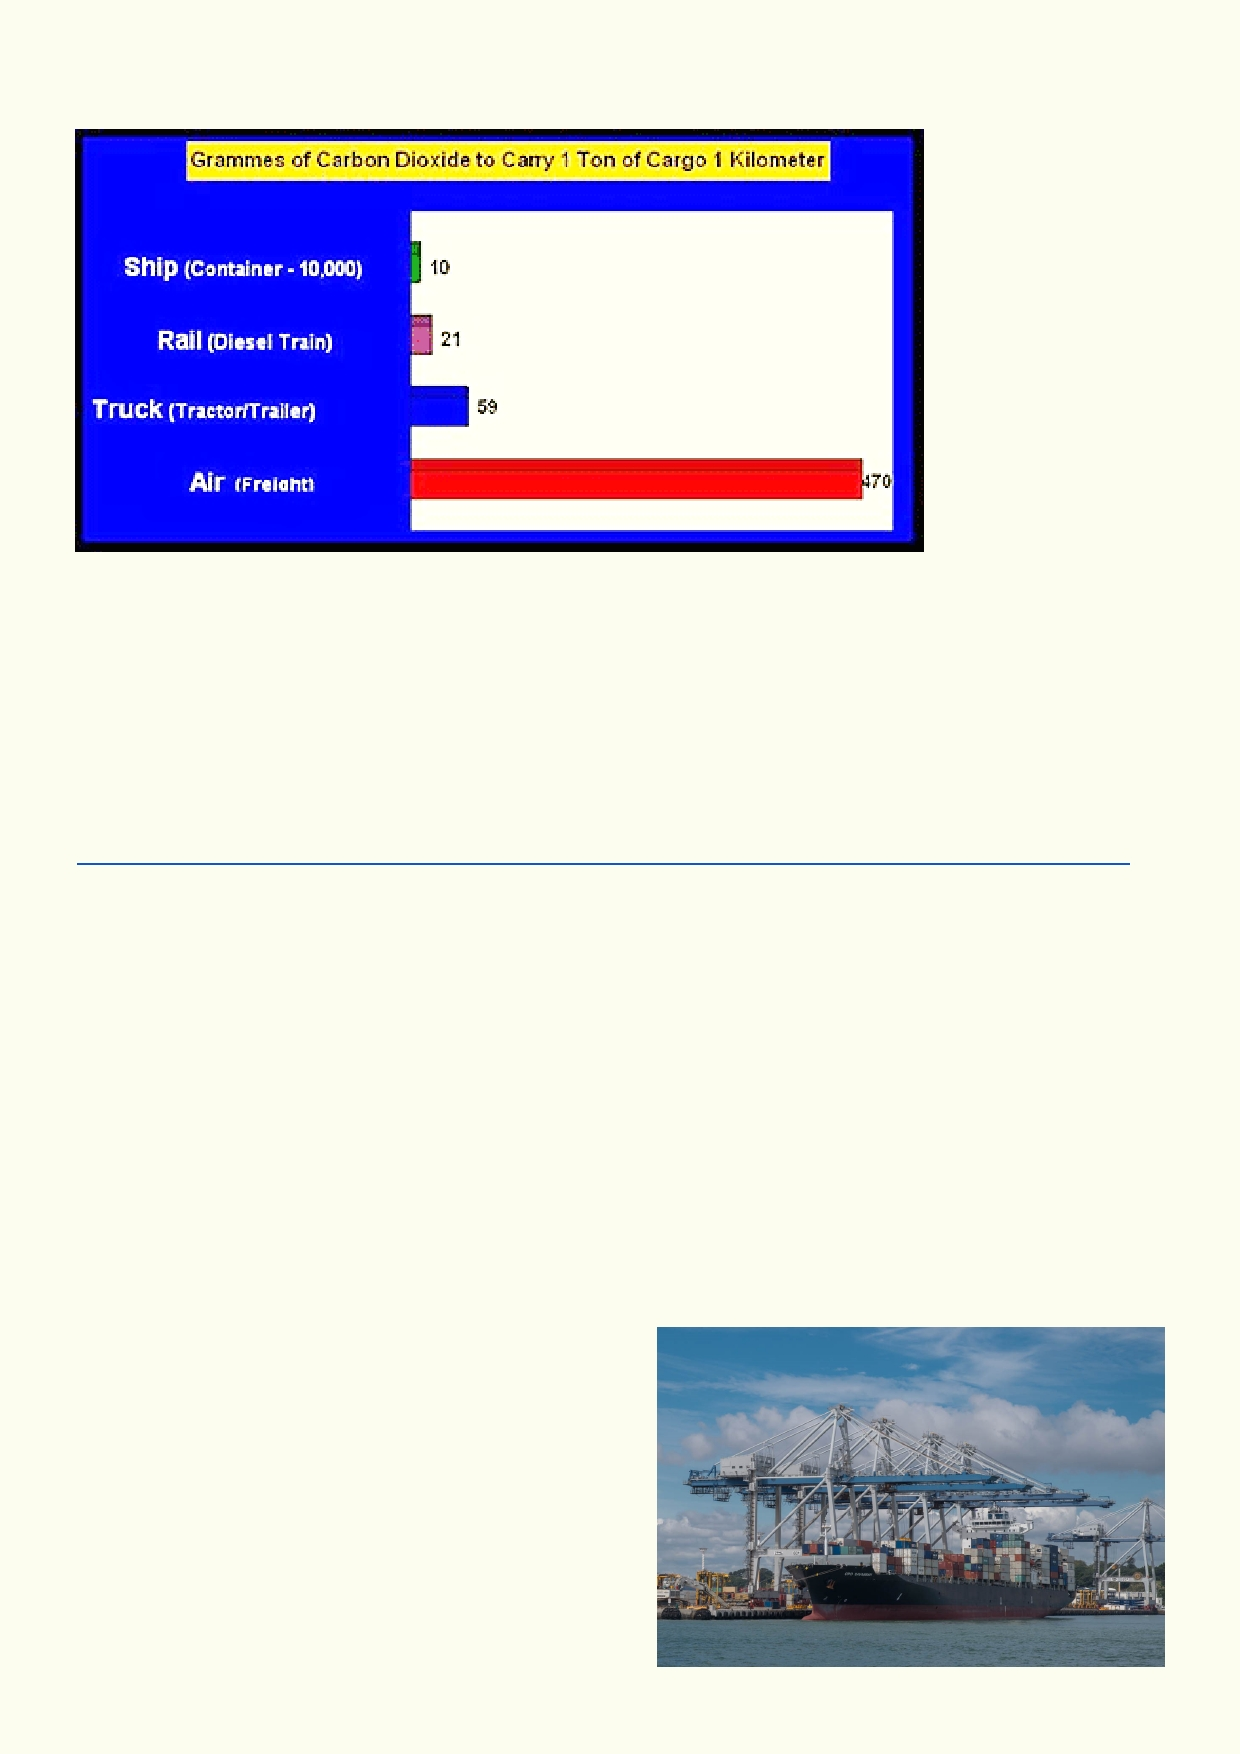 Grammes of Carbon Dioxide to Carry 1 Ton of Cargo 1 Kilometer
Ship (Container - 10,000) 10
Rail (Diesel Train) 21
Truck (Tractor/Trailer) 59
Air (Freight) 470